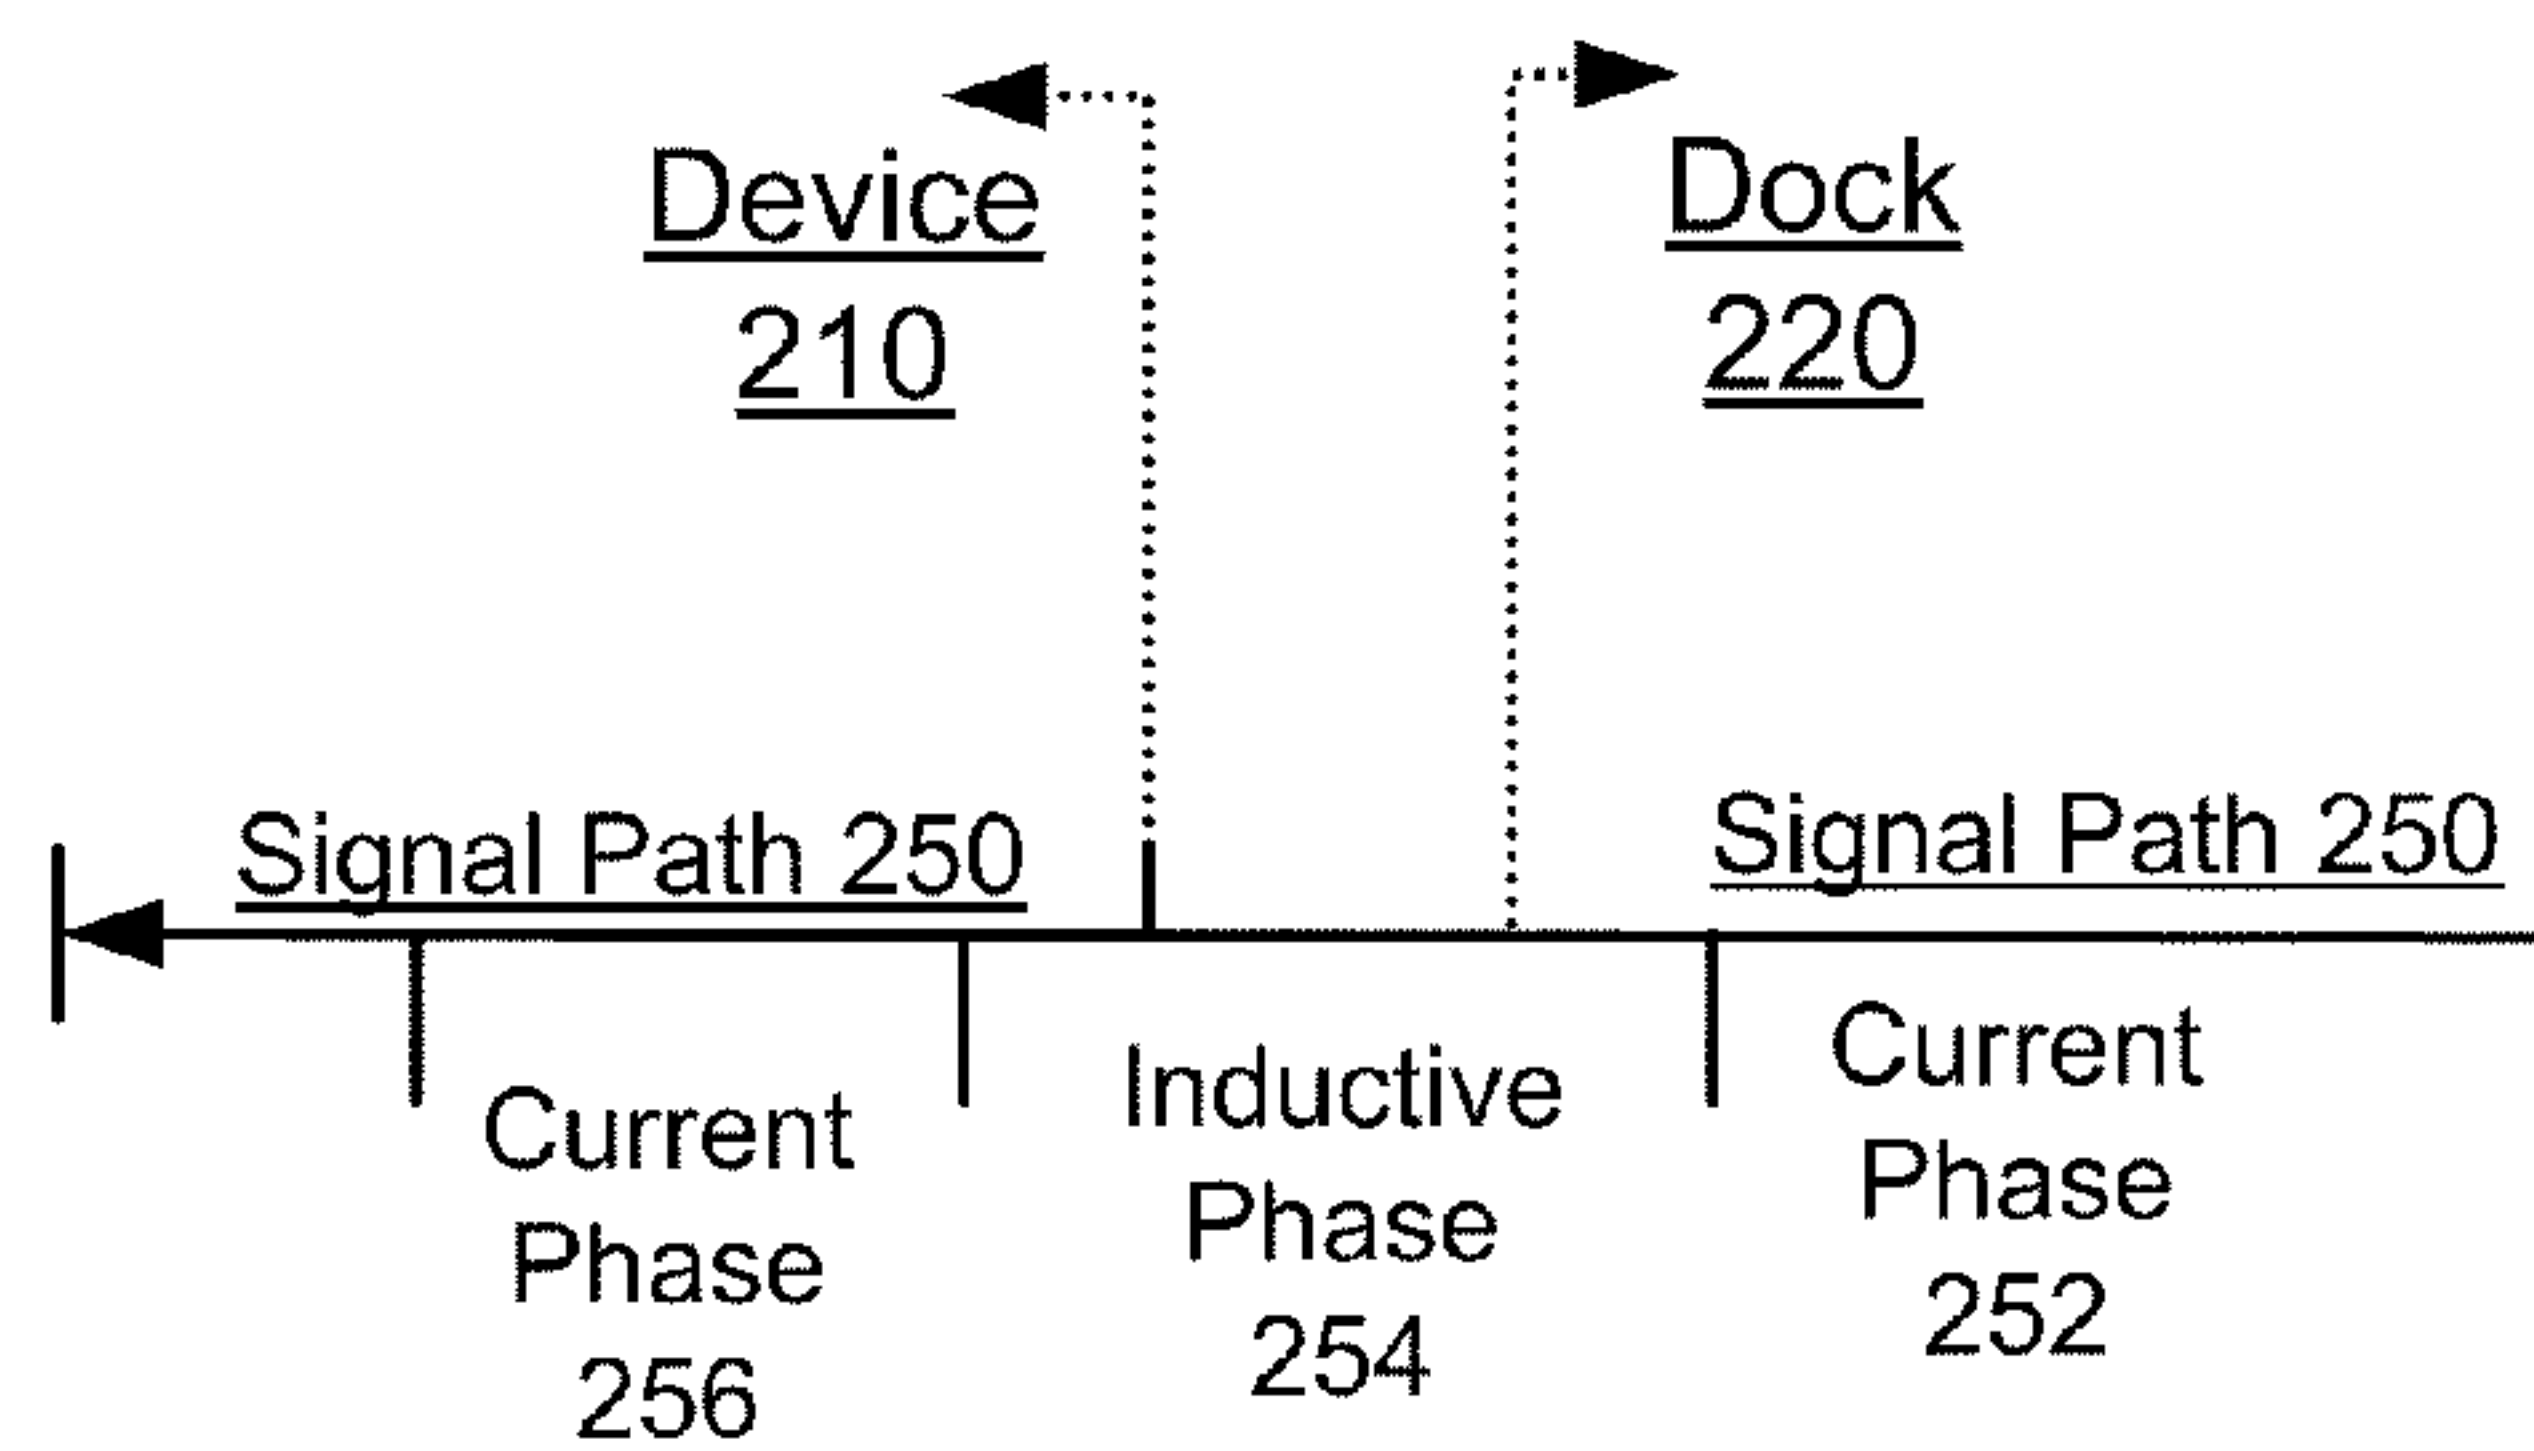 Device
210
Dock
220
Signal Path 250
Signal Path 250
Current
Phase
256
Inductive
Phase
254
Current
Phase
252